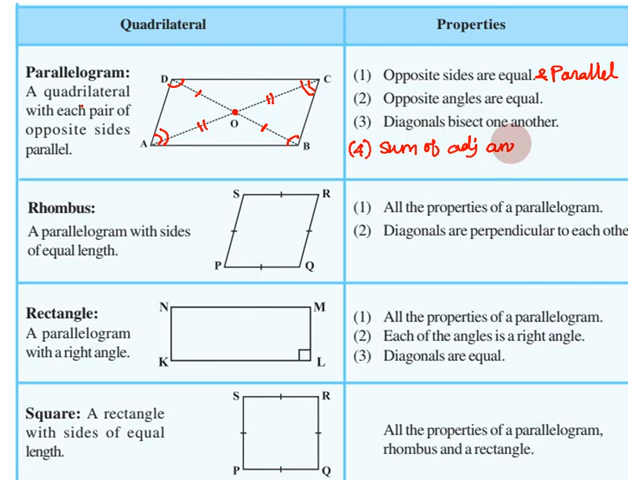 Quadrilateral
Properties
Parallelogram:
A quadrilateral
with each pair of
opposite sides
parallel.
D
C
O
A
B
(1) Opposite sides are equal & Parallel
(2) Opposite angles are equal.
(3) Diagonals bisect one another.
(4) Sum of adj an
Rhombus:
A parallelogram with sides
of equal length.
S
R
P
Q
(1) All the properties of a parallelogram.
(2) Diagonals are perpendicular to each othe
Rectangle:
A parallelogram
with a right angle.
N
M
K
L
(1) All the properties of a parallelogram.
(2) Each of the angles is a right angle.
(3) Diagonals are equal.
Square: A rectangle
with sides of equal
length.
S
R
P
Q
All the properties of a parallelogram,
rhombus and a rectangle.